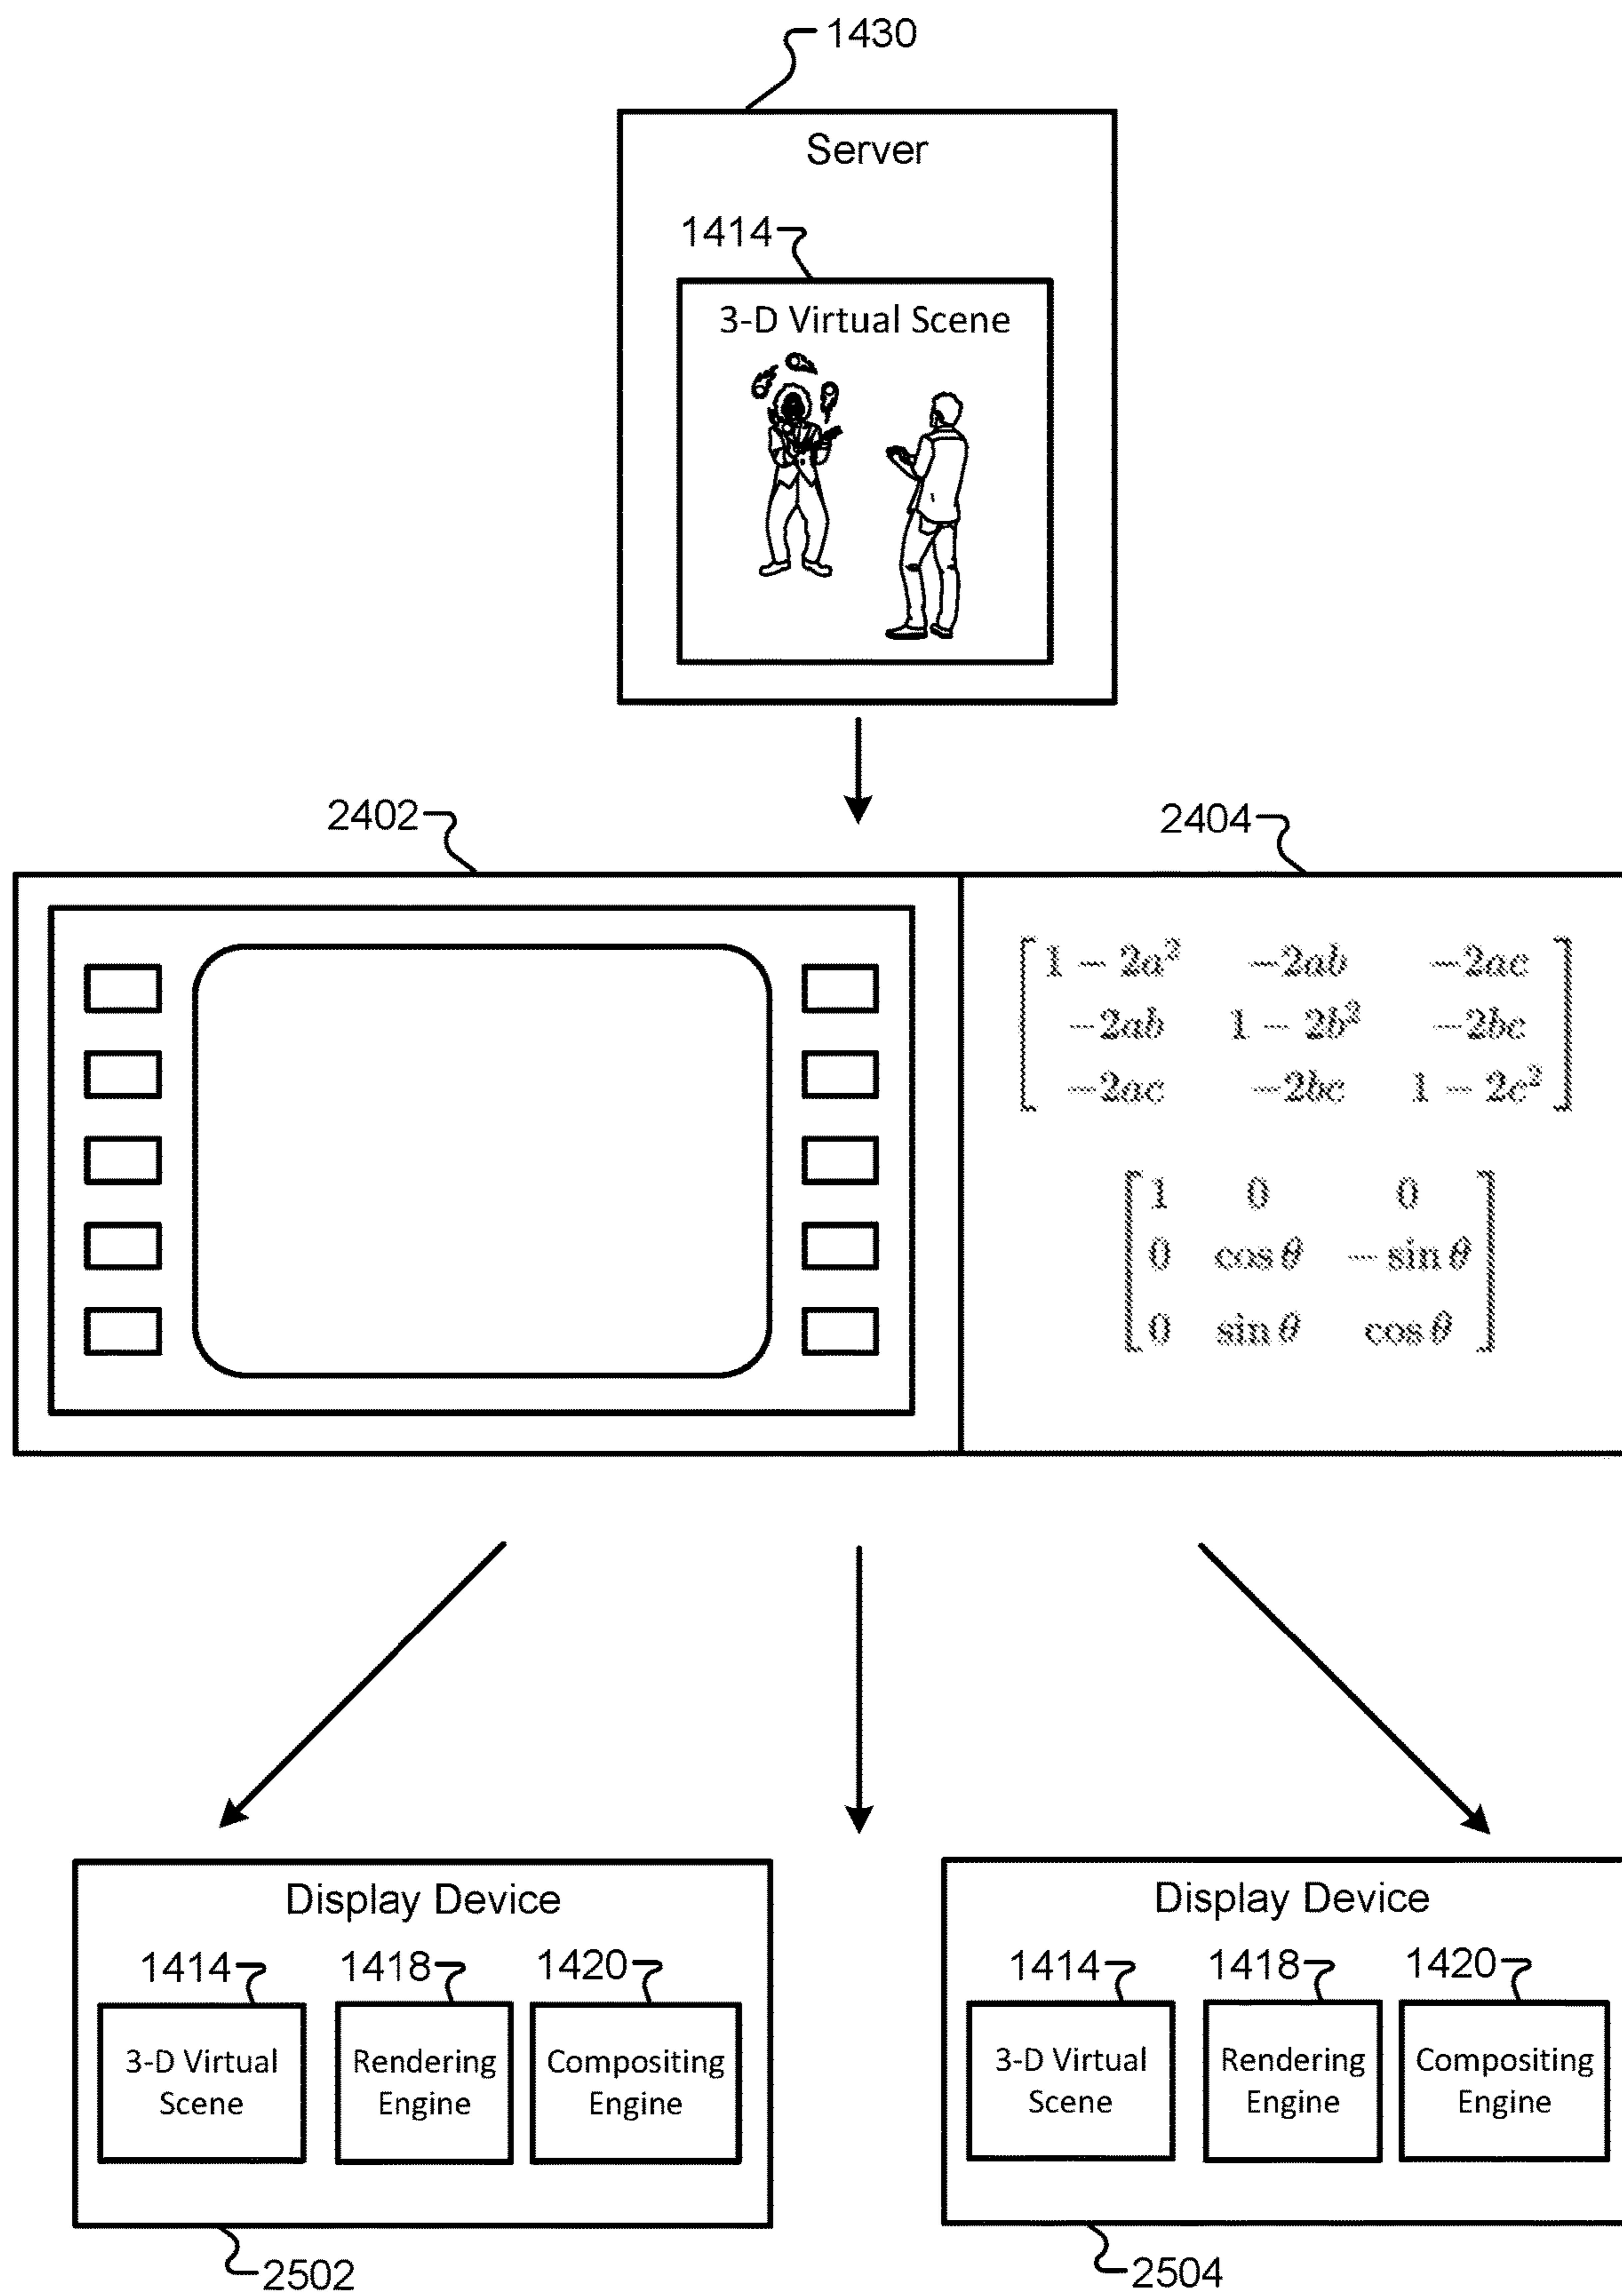 1430
Server
1414
3-D Virtual Scene
2402
2404
1 − 2a² −2ab −2ac
−2ab 1 − 2b² −2bc
−2ac −2bc 1 − 2c²
1 0 0
0 cos θ − sin θ
0 sin θ cos θ
Display Device
1414 1418 1420
3-D Virtual
Scene
Rendering
Engine
Compositing
Engine
2502
Display Device
1414 1418 1420
3-D Virtual
Scene
Rendering
Engine
Compositing
Engine
2504